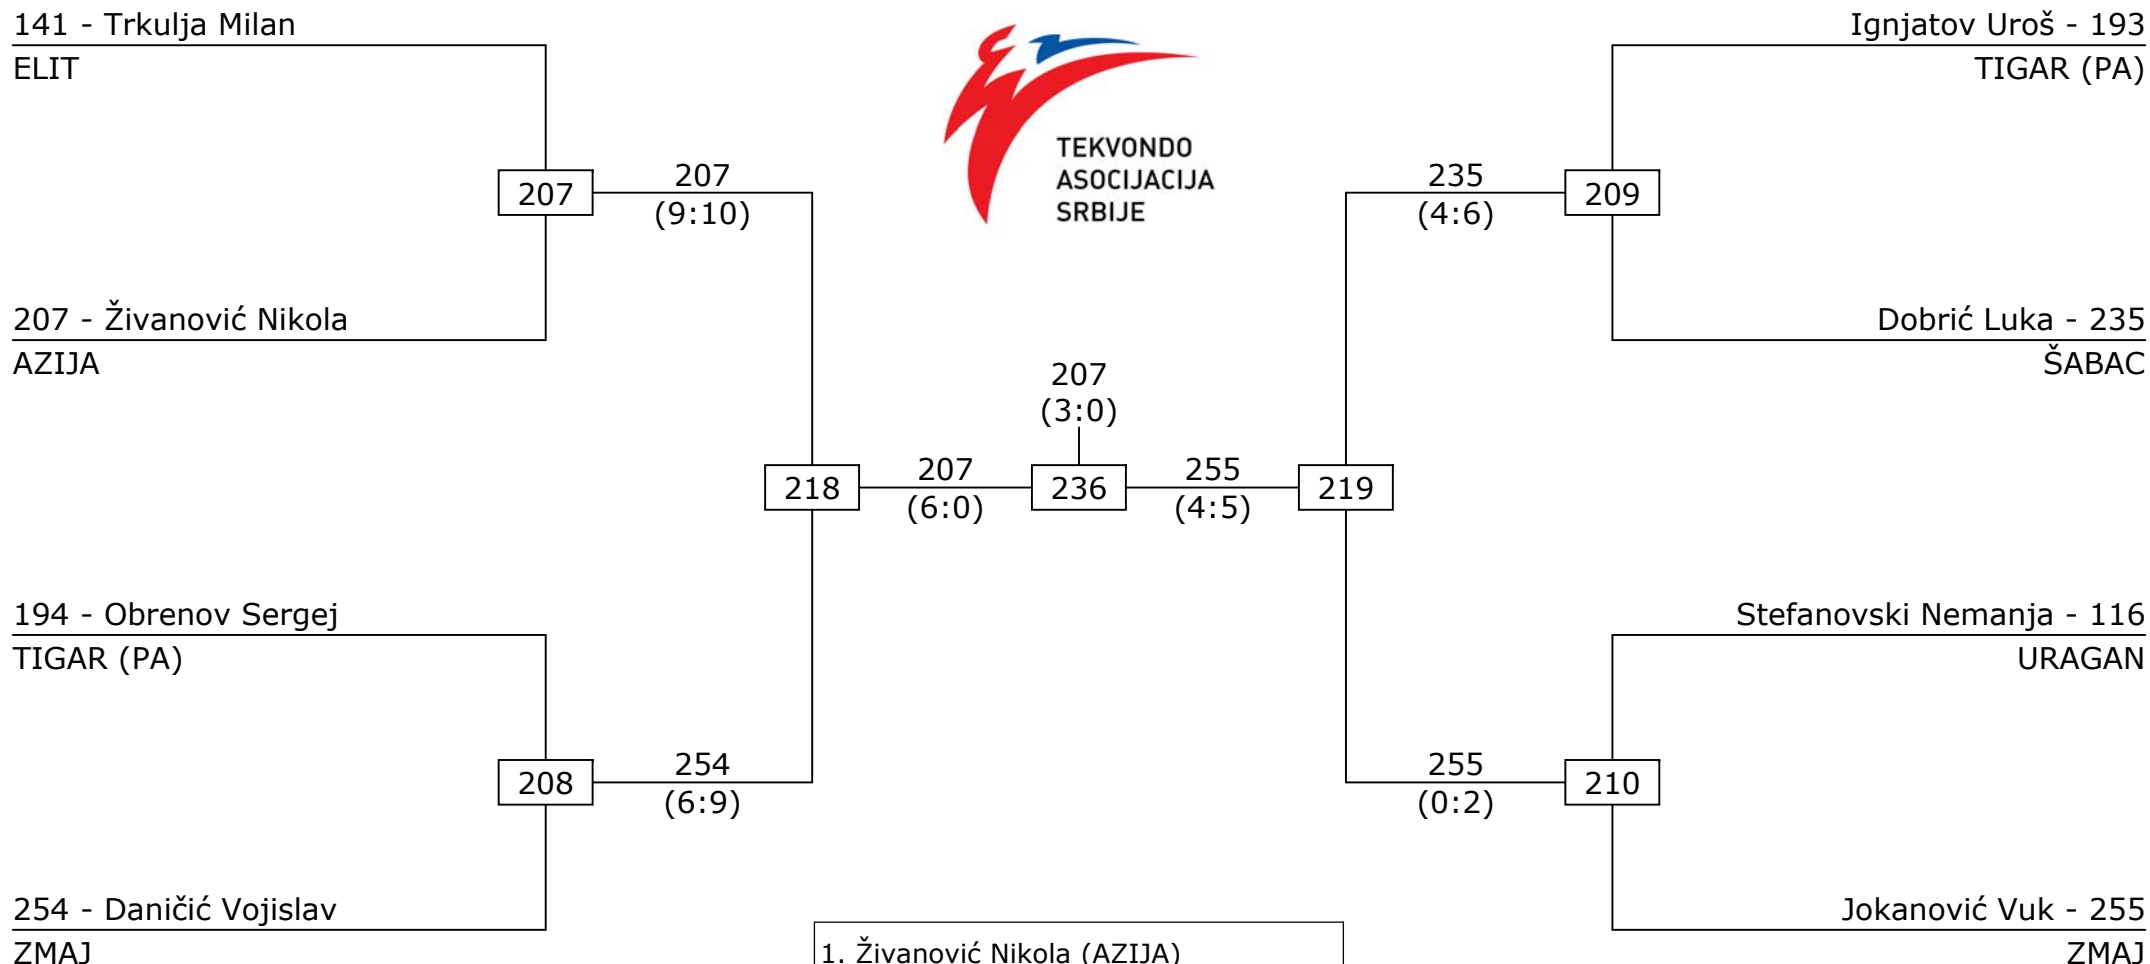 141 - Trkulja Milan
ELIT
207 - Živanović Nikola
AZIJA
194 - Obrenov Sergej
TIGAR (PA)
254 - Daničić Vojislav
ZMAJ
207
207
(9:10)
208
254
(6:9)
218
207
(6:0)
TEKVONDO
ASOCIJACIJA
SRBIJE
207
(3:0)
236
255
(4:5)
219
235
(4:6)
209
255
(0:2)
210
Ignjatov Uroš - 193
TIGAR (PA)
Dobrić Luka - 235
ŠABAC
Stefanovski Nemanja - 116
URAGAN
Jokanović Vuk - 255
ZMAJ
1. Živanović Nikola (AZIJA)